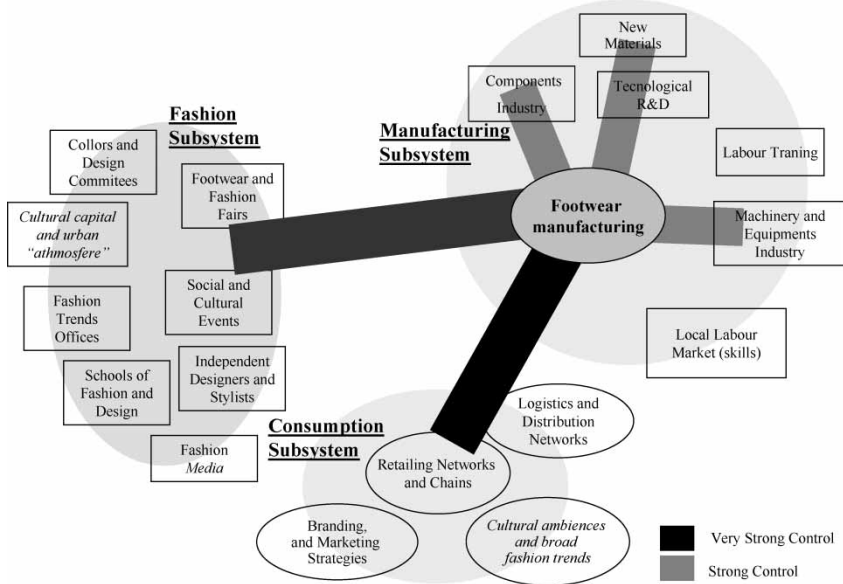 New
Materials
Components
Industry
Tecnological
R&D
Fashion
Subsystem
Manufacturing
Subsystem
Collors and
Design
Commitees
Footwear and
Fashion
Fairs
Labour Traning
Cultural capital
and urban
"athmosfere"
Footwear
manufacturing
Machinery and
Equipments
Industry
Fashion
Trends
Offices
Social and
Cultural
Events
Local Labour
Market (skills)
Schools of
Fashion and
Design
Independent
Designers and
Stylists
Fashion
Media
Consumption
Subsystem
Logistics and
Distribution
Networks
Retailing Networks
and Chains
Branding,
and Marketing
Strategies
Cultural ambiences
and broad
fashion trends
Very Strong Control
Strong Control